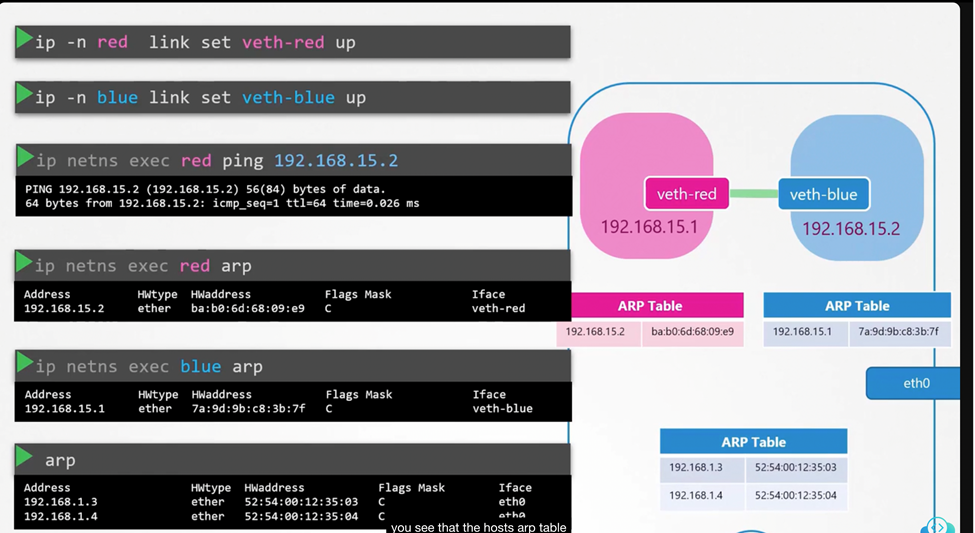 ip -n red link set veth-red up
ip -n blue link set veth-blue up
ip netns exec red ping 192.168.15.2
PING 192.168.15.2 (192.168.15.2) 56(84) bytes of data.
64 bytes from 192.168.15.2: icmp_seq=1 ttl=64 time=0.026 ms
ip netns exec red arp
Address HWtype HWaddress Flags Mask Iface
192.168.15.2 ether ba:b0:6d:68:09:e9 C veth-red
ip netns exec blue arp
Address HWtype HWaddress Flags Mask Iface
192.168.15.1 ether 7a:9d:9b:c8:3b:7f C veth-blue
arp
Address HWtype HWaddress Flags Mask Iface
192.168.1.3 ether 52:54:00:12:35:03 C eth0
192.168.1.4 ether 52:54:00:12:35:04 C eth0
veth-red
veth-blue
192.168.15.1
192.168.15.2
ARP Table
192.168.15.2 ba:b0:6d:68:09:e9
ARP Table
192.168.15.1 7a:9d:9b:c8:3b:7f
eth0
ARP Table
192.168.1.3 52:54:00:12:35:03
192.168.1.4 52:54:00:12:35:04
you see that the hosts arp table